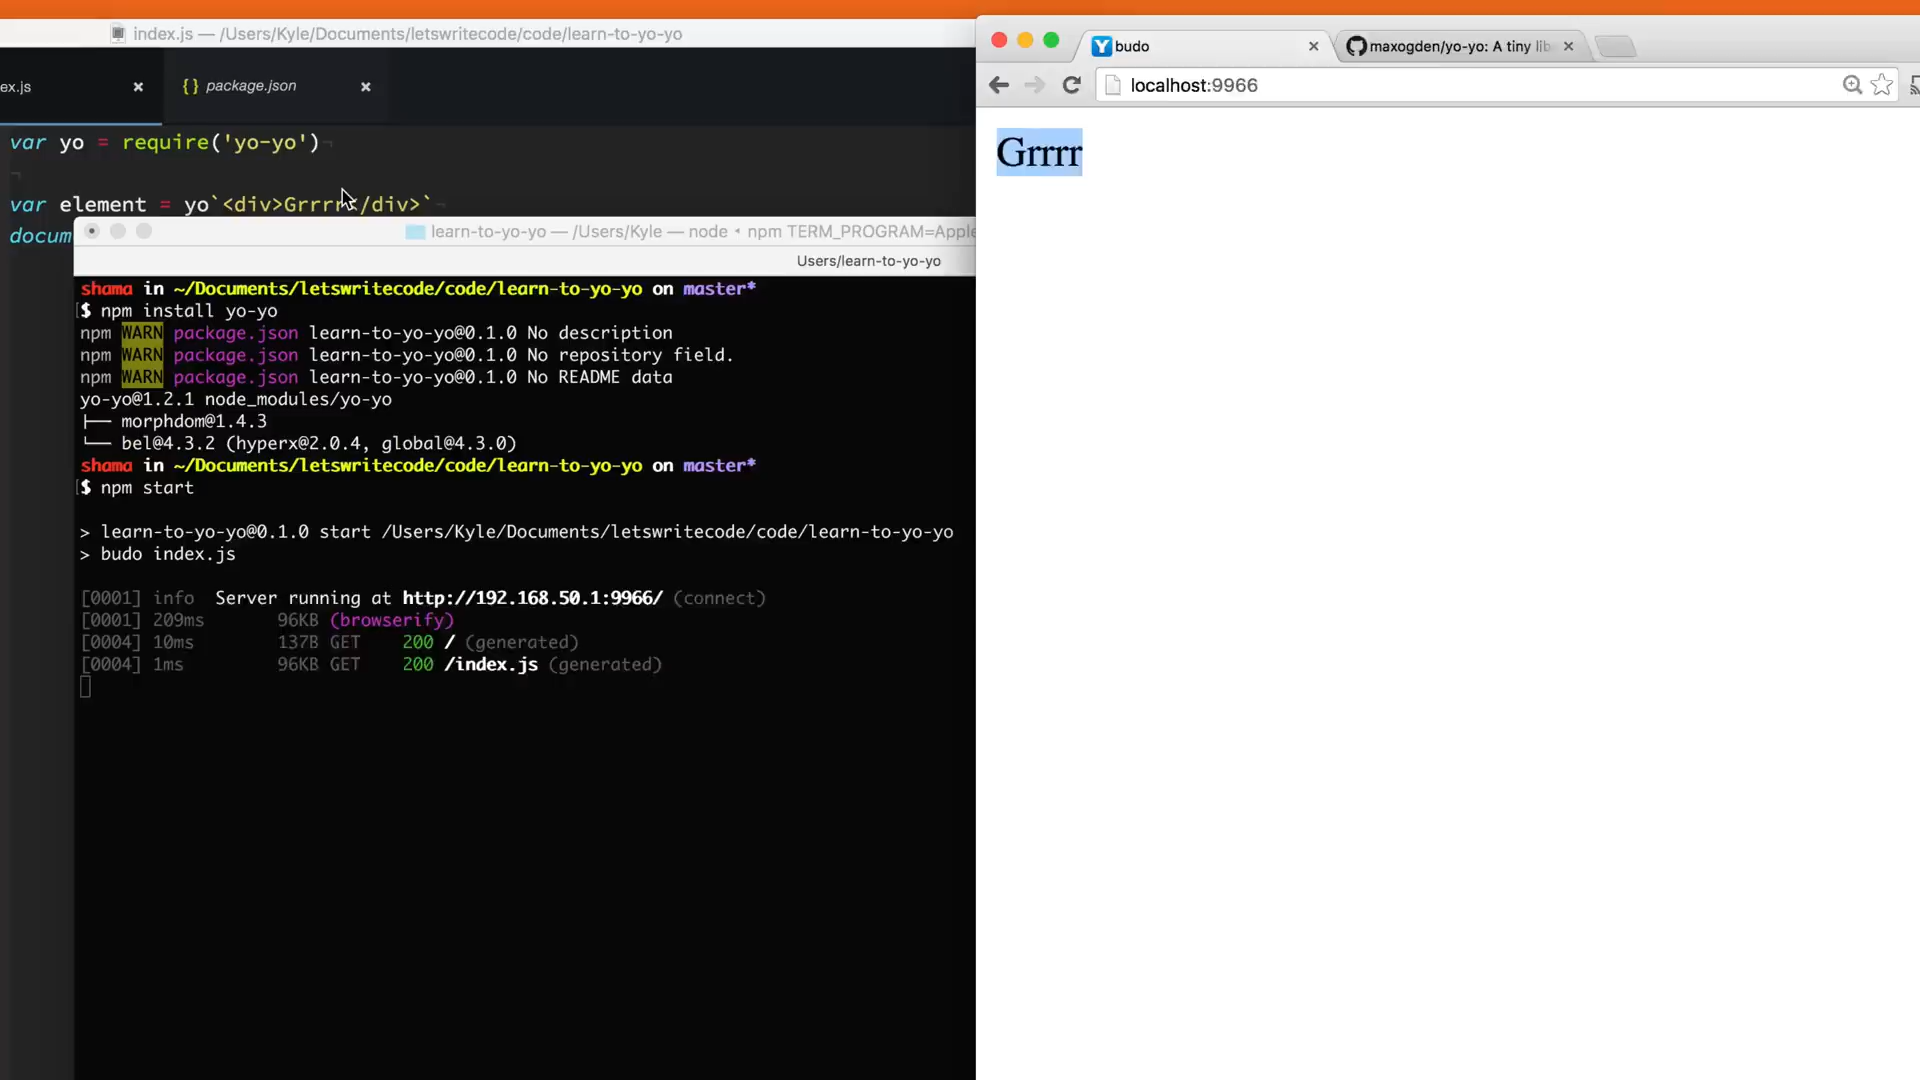 index.js — /Users/Kyle/Documents/letswritecode/code/learn-to-yo-yo
ex.js
{} package.json
var yo = require('yo-yo')
var element = yo`<div>Grrrr</div>`
docum
learn-to-yo-yo — /Users/Kyle — node ◂ npm TERM_PROGRAM=Apple
Users/learn-to-yo-yo
shama in ~/Documents/letswritecode/code/learn-to-yo-yo on master*
[$ npm install yo-yo
npm WARN package.json learn-to-yo-yo@0.1.0 No description
npm WARN package.json learn-to-yo-yo@0.1.0 No repository field.
npm WARN package.json learn-to-yo-yo@0.1.0 No README data
yo-yo@1.2.1 node_modules/yo-yo
├── morphdom@1.4.3
└── bel@4.3.2 (hyperx@2.0.4, global@4.3.0)
shama in ~/Documents/letswritecode/code/learn-to-yo-yo on master*
[$ npm start
> learn-to-yo-yo@0.1.0 start /Users/Kyle/Documents/letswritecode/code/learn-to-yo-yo
> budo index.js
[0001] info Server running at http://192.168.50.1:9966/ (connect)
[0001] 209ms 96KB (browserify)
[0004] 10ms 137B GET 200 / (generated)
[0004] 1ms 96KB GET 200 /index.js (generated)
budo
maxogden/yo-yo: A tiny lib
localhost:9966
Grrrr